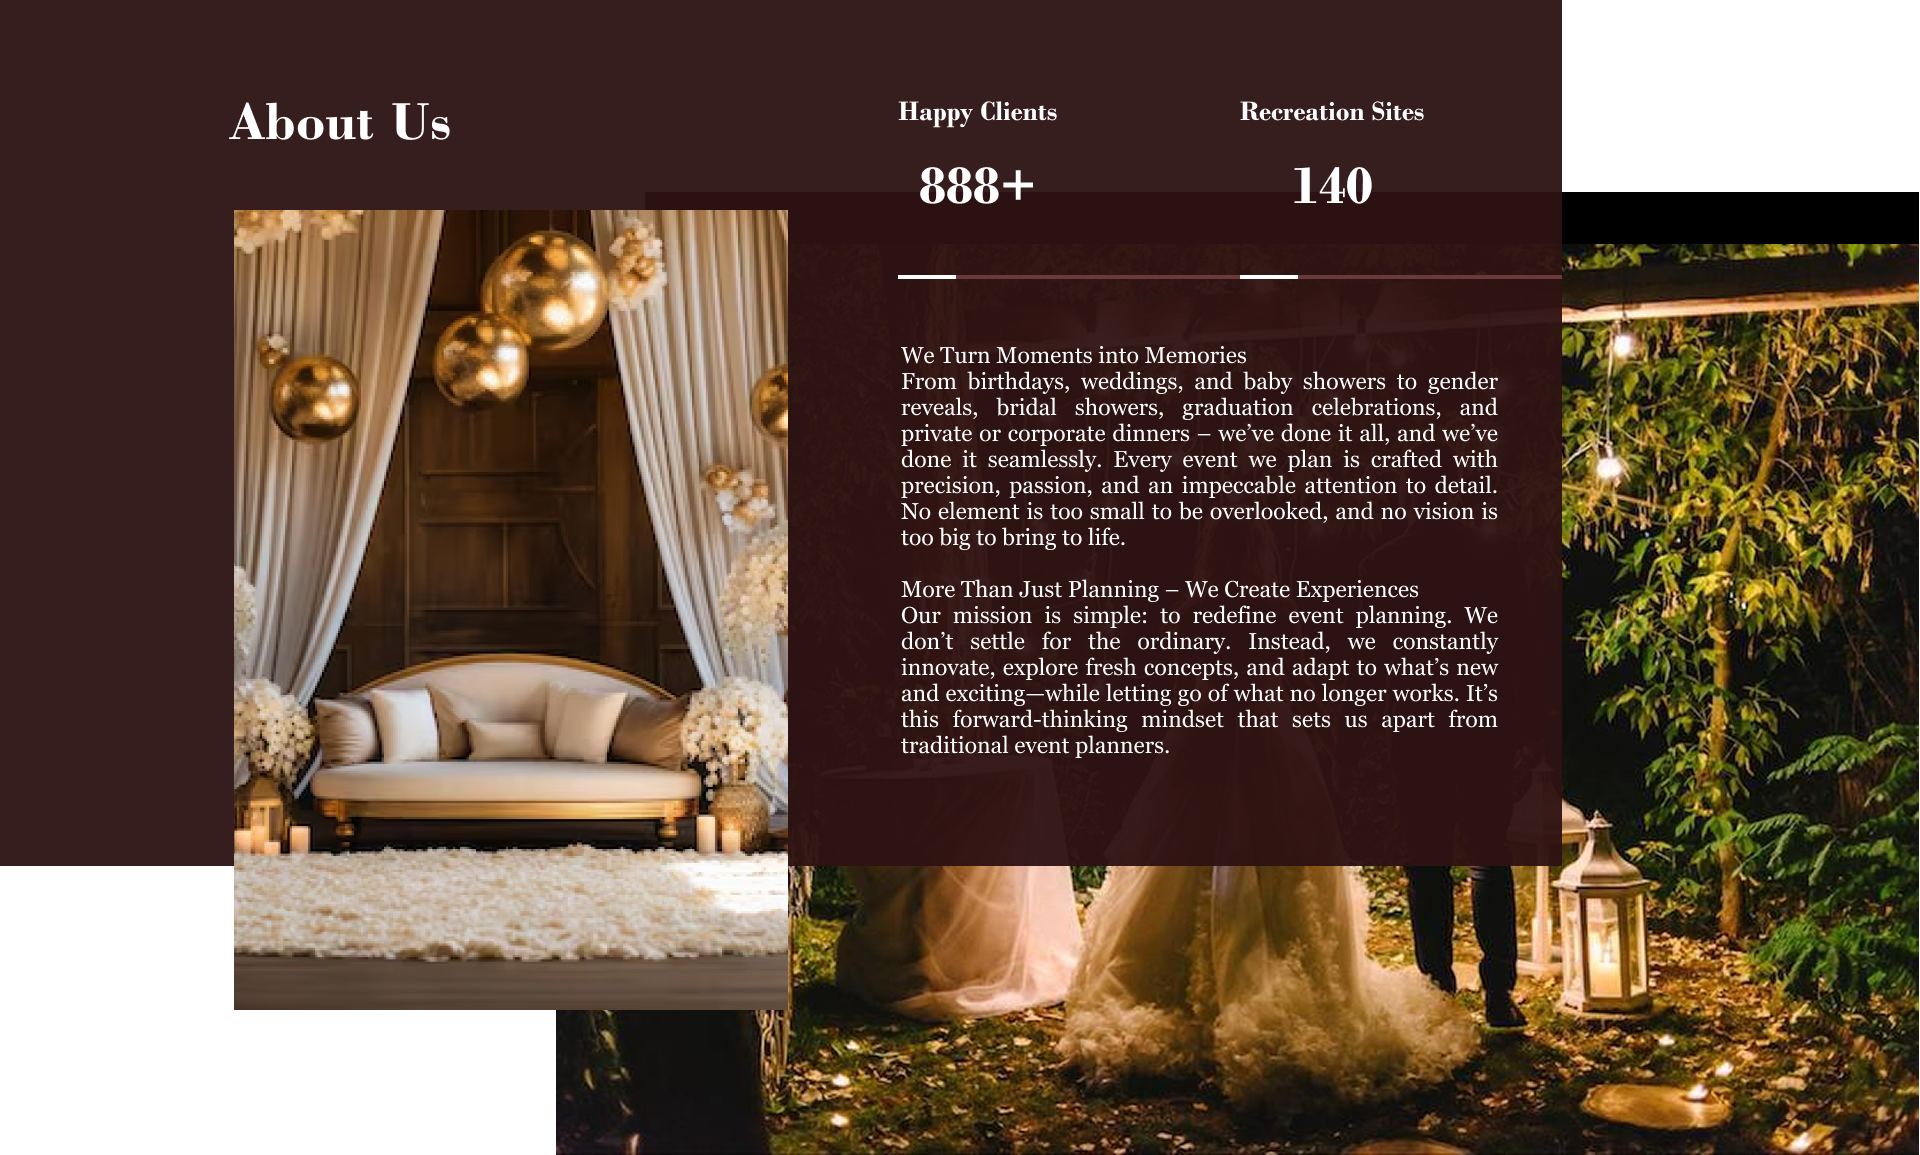 About Us
Happy Clients
Recreation Sites
888+
140
We Turn Moments into Memories
From birthdays, weddings, and baby showers to gender
reveals, bridal showers, graduation celebrations, and
private or corporate dinners – we’ve done it all, and we’ve
done it seamlessly. Every event we plan is crafted with
precision, passion, and an impeccable attention to detail.
No element is too small to be overlooked, and no vision is
too big to bring to life.
More Than Just Planning – We Create Experiences
Our mission is simple: to redefine event planning. We
don’t settle for the ordinary. Instead, we constantly
innovate, explore fresh concepts, and adapt to what’s new
and exciting—while letting go of what no longer works. It’s
this forward-thinking mindset that sets us apart from
traditional event planners.